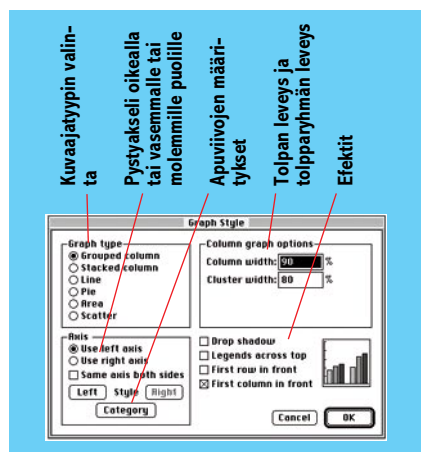 Kuvaajatyypin valin-
ta
Pystyakseli oikealla
tai vasemmalle tai
molemmille puolille
Apuviivojen määri-
tykset
Tolpan leveys ja
tolpparyhmän leveys
Efektit
Graph Style
Graph type
Grouped column
Stacked column
Line
Pie
Area
Scatter
Column graph options
Column width: 90 %
Cluster width: 80 %
Axis
Use left axis
Use right axis
Same axis both sides
Left Style Right
Category
Drop shadow
Legends across top
First row in front
First column in front
Cancel OK